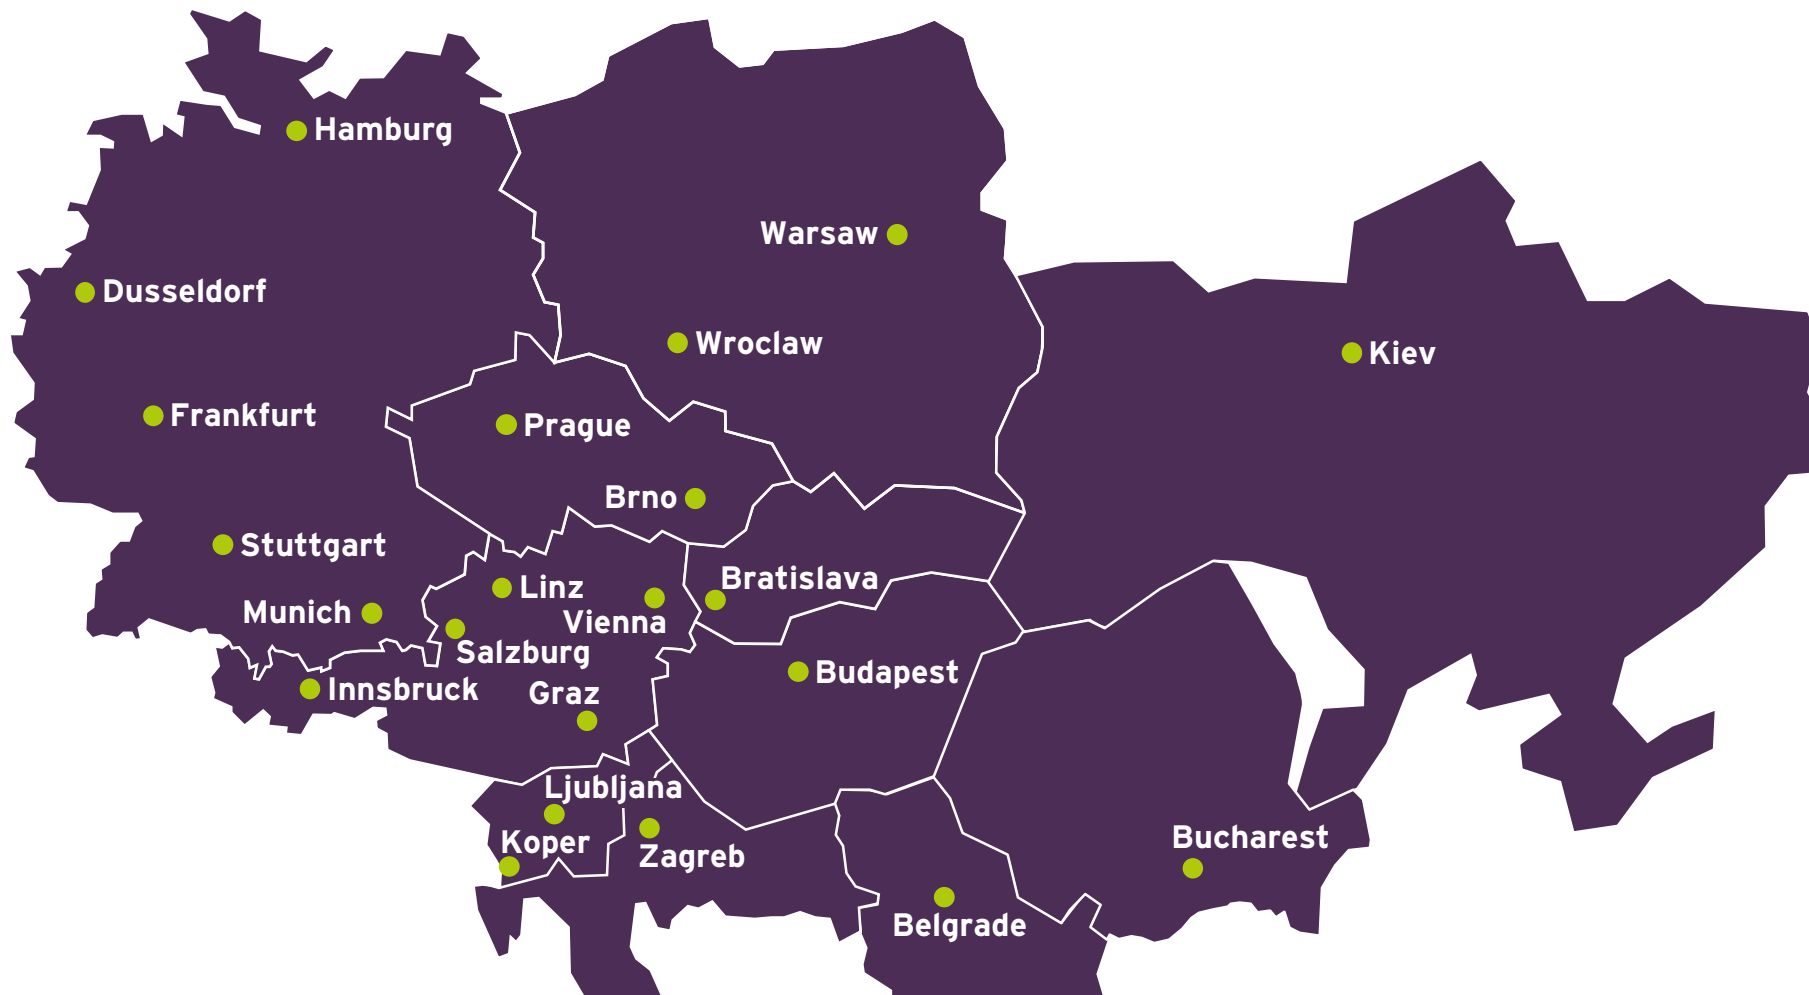 Hamburg
Warsaw
Dusseldorf
Wroclaw
Kiev
Frankfurt
Prague
Brno
Stuttgart
Linz
Bratislava
Munich
Vienna
Salzburg
Budapest
Innsbruck
Graz
Ljubljana
Koper
Zagreb
Bucharest
Belgrade